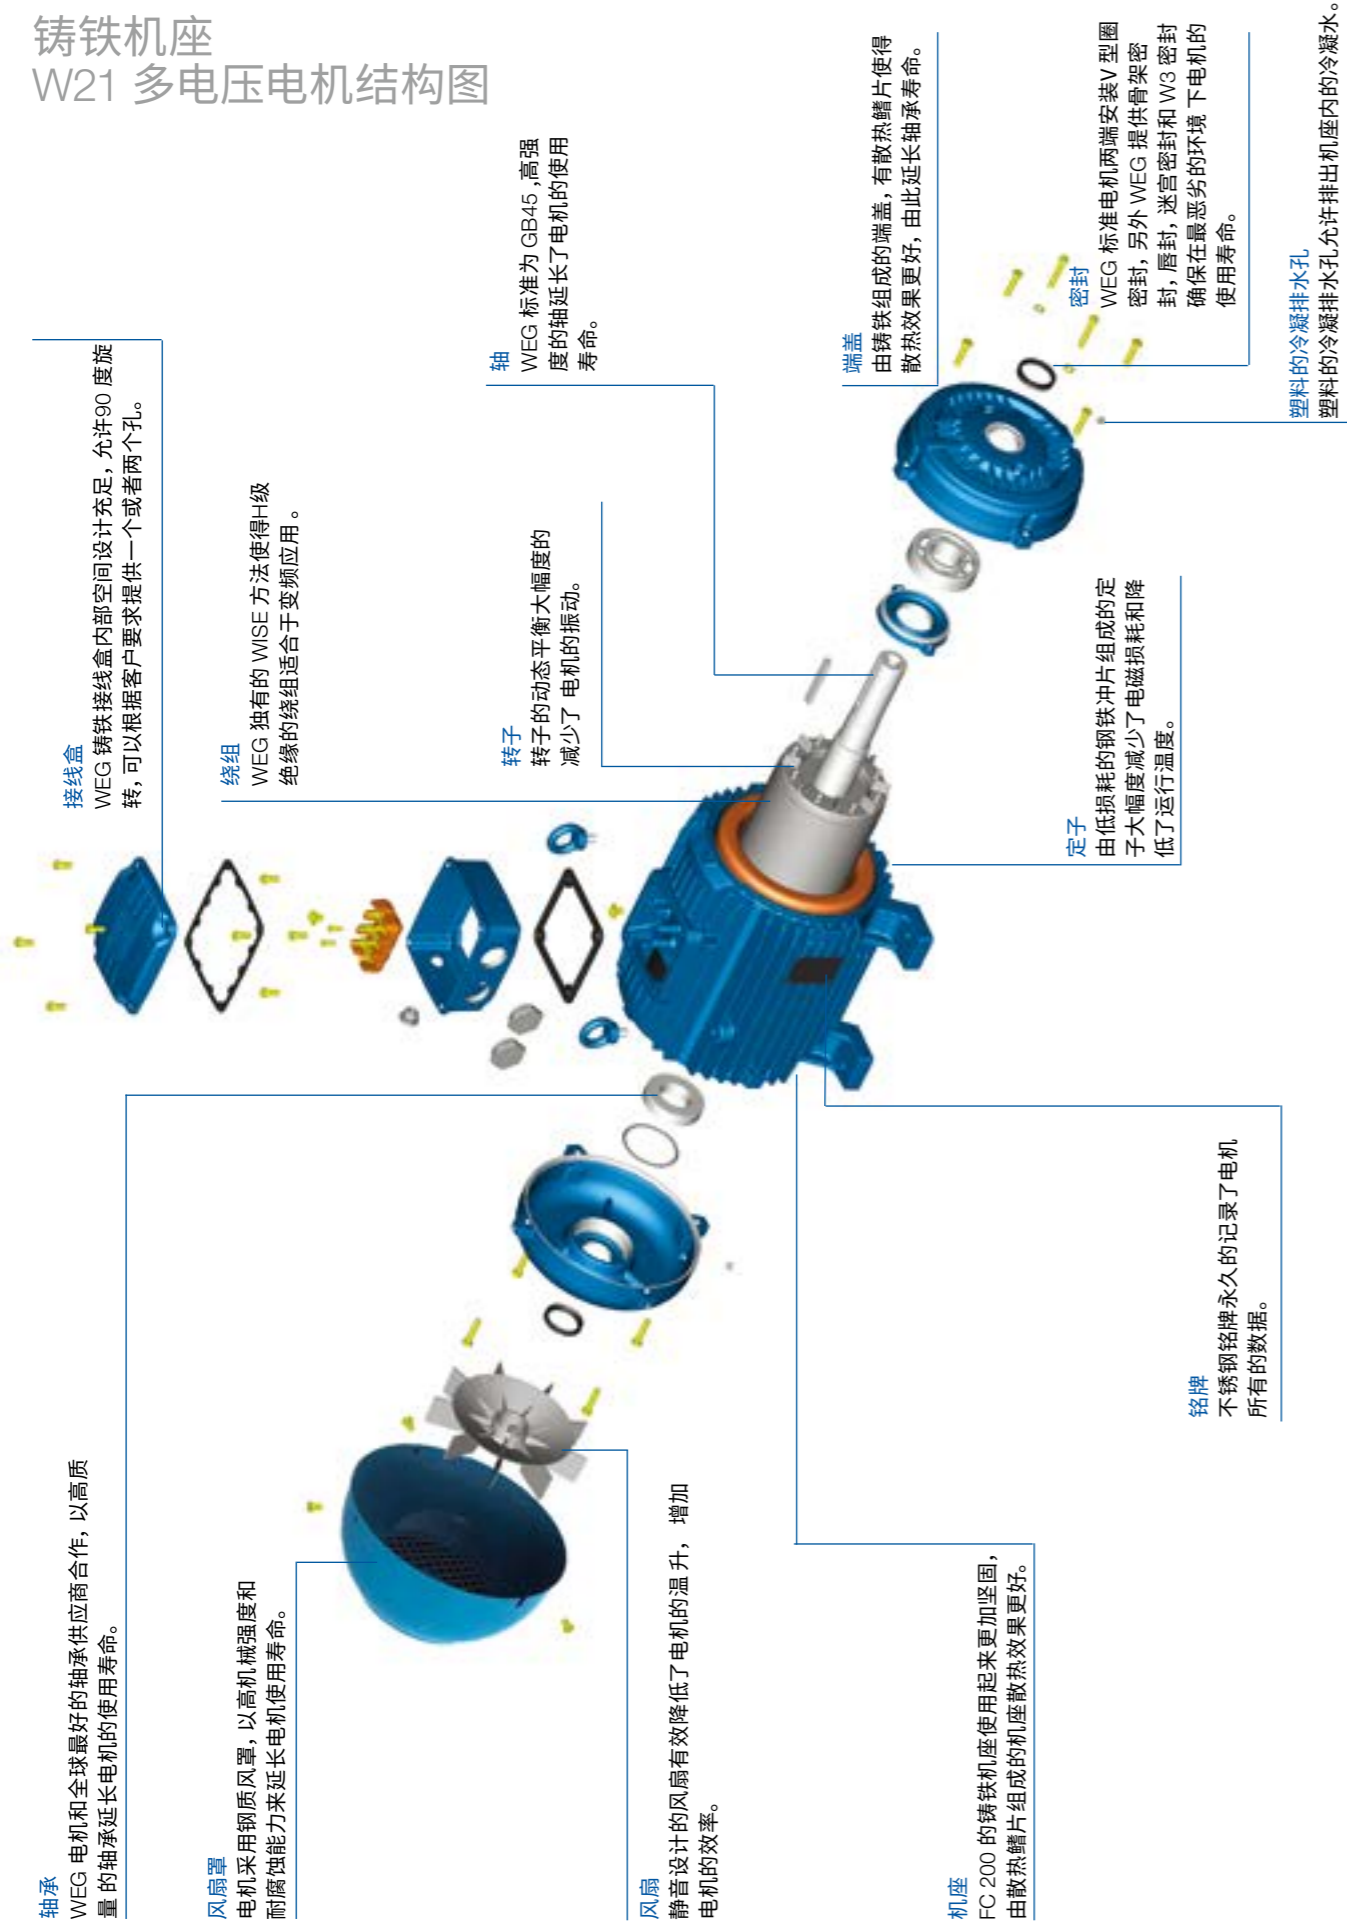 铸铁机座
W21 多电压电机结构图
接线盒
WEG 铸铁接线盒内部空间设计充足，允许90 度旋
转，可以根据客户要求提供一个或者两个孔。
绕组
WEG 独有的 WISE 方法使得H级
绝缘的绕组适合于变频应用 。
轴
WEG 标准为 GB45 ,高强
度的轴延长了电机的使用
寿命。
转子
转子的动态平衡大幅度的
减少了 电机的振动。
端盖
由铸铁组成的端盖，有散热鳍片使得
散热效果更好，由此延长轴承寿命。
密封
WEG 标准电机两端安装V 型圈
密封，另外 WEG 提供骨架密
封，唇封，迷宫密封和 W3 密封
确保在最恶劣的环境 下电机的
使用寿命。
塑料的冷凝排水孔
塑料的冷凝排水孔允许排出机座内的冷凝水。
定子
由低损耗的钢铁冲片组成的定
子大幅度减少了电磁损耗和降
低了运行温度。
轴承
WEG 电机和全球最好的轴承供应商合作，以高质
量 的轴承延长电机的使用寿命。
风扇罩
电机采用钢质风罩，以高机械强度和
耐腐蚀能力来延长电机使用寿命。
风扇
静音设计的风扇有效降低了电机的温 升， 增加
电机的效率。
机座
FC 200 的铸铁机座使用起来更加坚固，
由散热鳍片组成的机座散热效果更好。
铭牌
不锈钢铭牌永久的记录了电机
所有的数据。